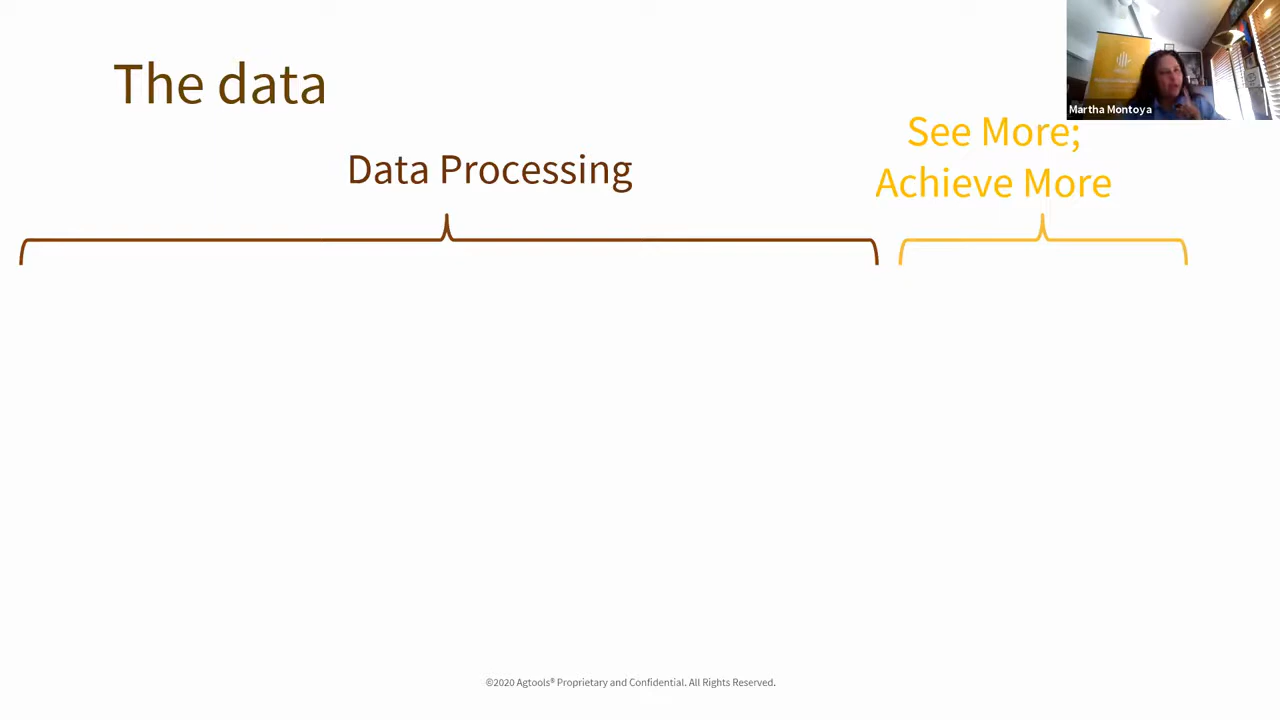 The data
Martha Montoya
See More;
Achieve More
Data Processing
©2020 Agtools® Proprietary and Confidential. All Rights Reserved.